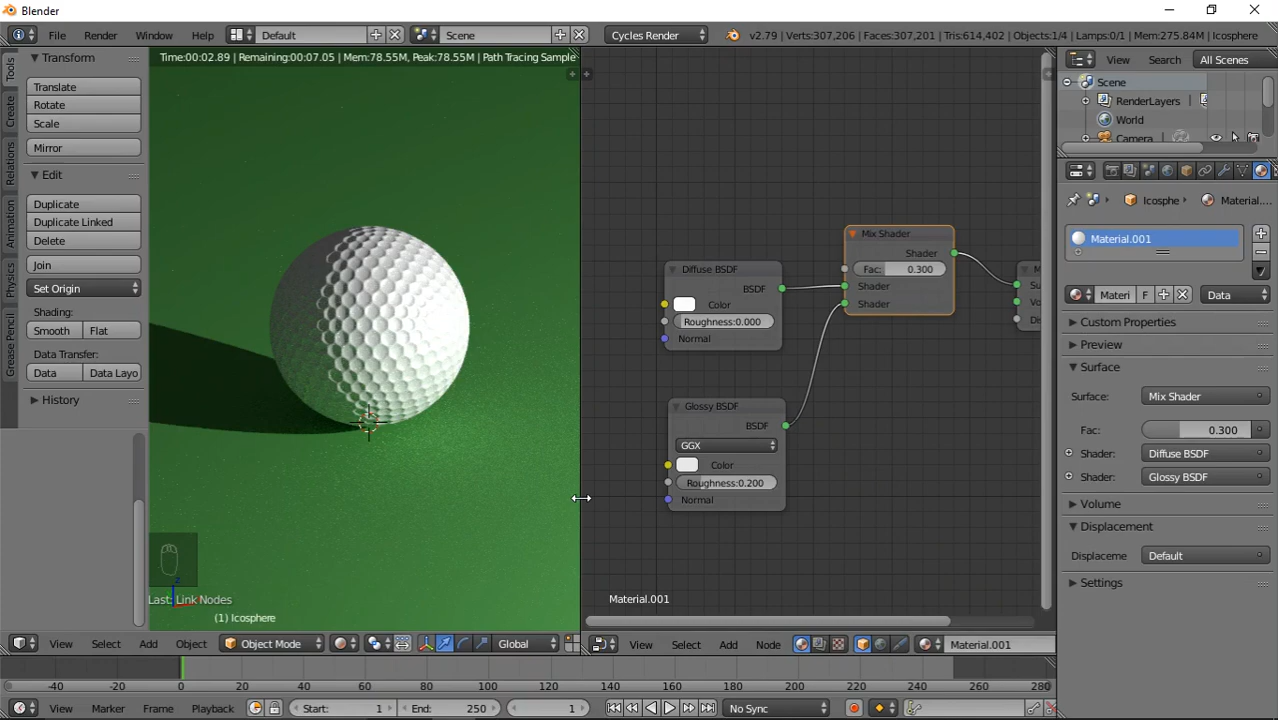 Blender
File Render Window Help Default Scene Cycles Render v2.79 | Verts:307,206 | Faces:307,201 | Tris:614,402 | Objects:1/4 | Lamps:0/1 | Mem:275.84M | Icosphere
Time:00:02.89 | Remaining:00:07.05 | Mem:78.55M, Peak:78.55M | Path Tracing Sample
Tools
Create
Relations
Animation
Physics
Grease Pencil
Transform
Translate
Rotate
Scale
Mirror
Edit
Duplicate
Duplicate Linked
Delete
Join
Set Origin
Shading:
Smooth Flat
Data Transfer:
Data Data Layo
History
Last: Link Nodes
(1) Icosphere
z
View Select Add Object Object Mode Global
Mix Shader
Shader
Fac: 0.300
Shader
Shader
Diffuse BSDF
BSDF
Color
Roughness:0.000
Normal
Glossy BSDF
BSDF
GGX
Color
Roughness:0.200
Normal
M
Su
Vo
Dis
Material.001
View Select Add Node Material.001
View Search All Scenes
Scene
RenderLayers
World
Camera
Icosphe Material....
Material.001
Materi F Data
Custom Properties
Preview
Surface
Surface: Mix Shader
Fac: 0.300
Shader: Diffuse BSDF
Shader: Glossy BSDF
Volume
Displacement
Displaceme Default
Settings
-40 -20 0 20 40 60 80 100 120 140 160 180 200 220 240 260 280
View Marker Frame Playback Start: 1 End: 250 1 No Sync